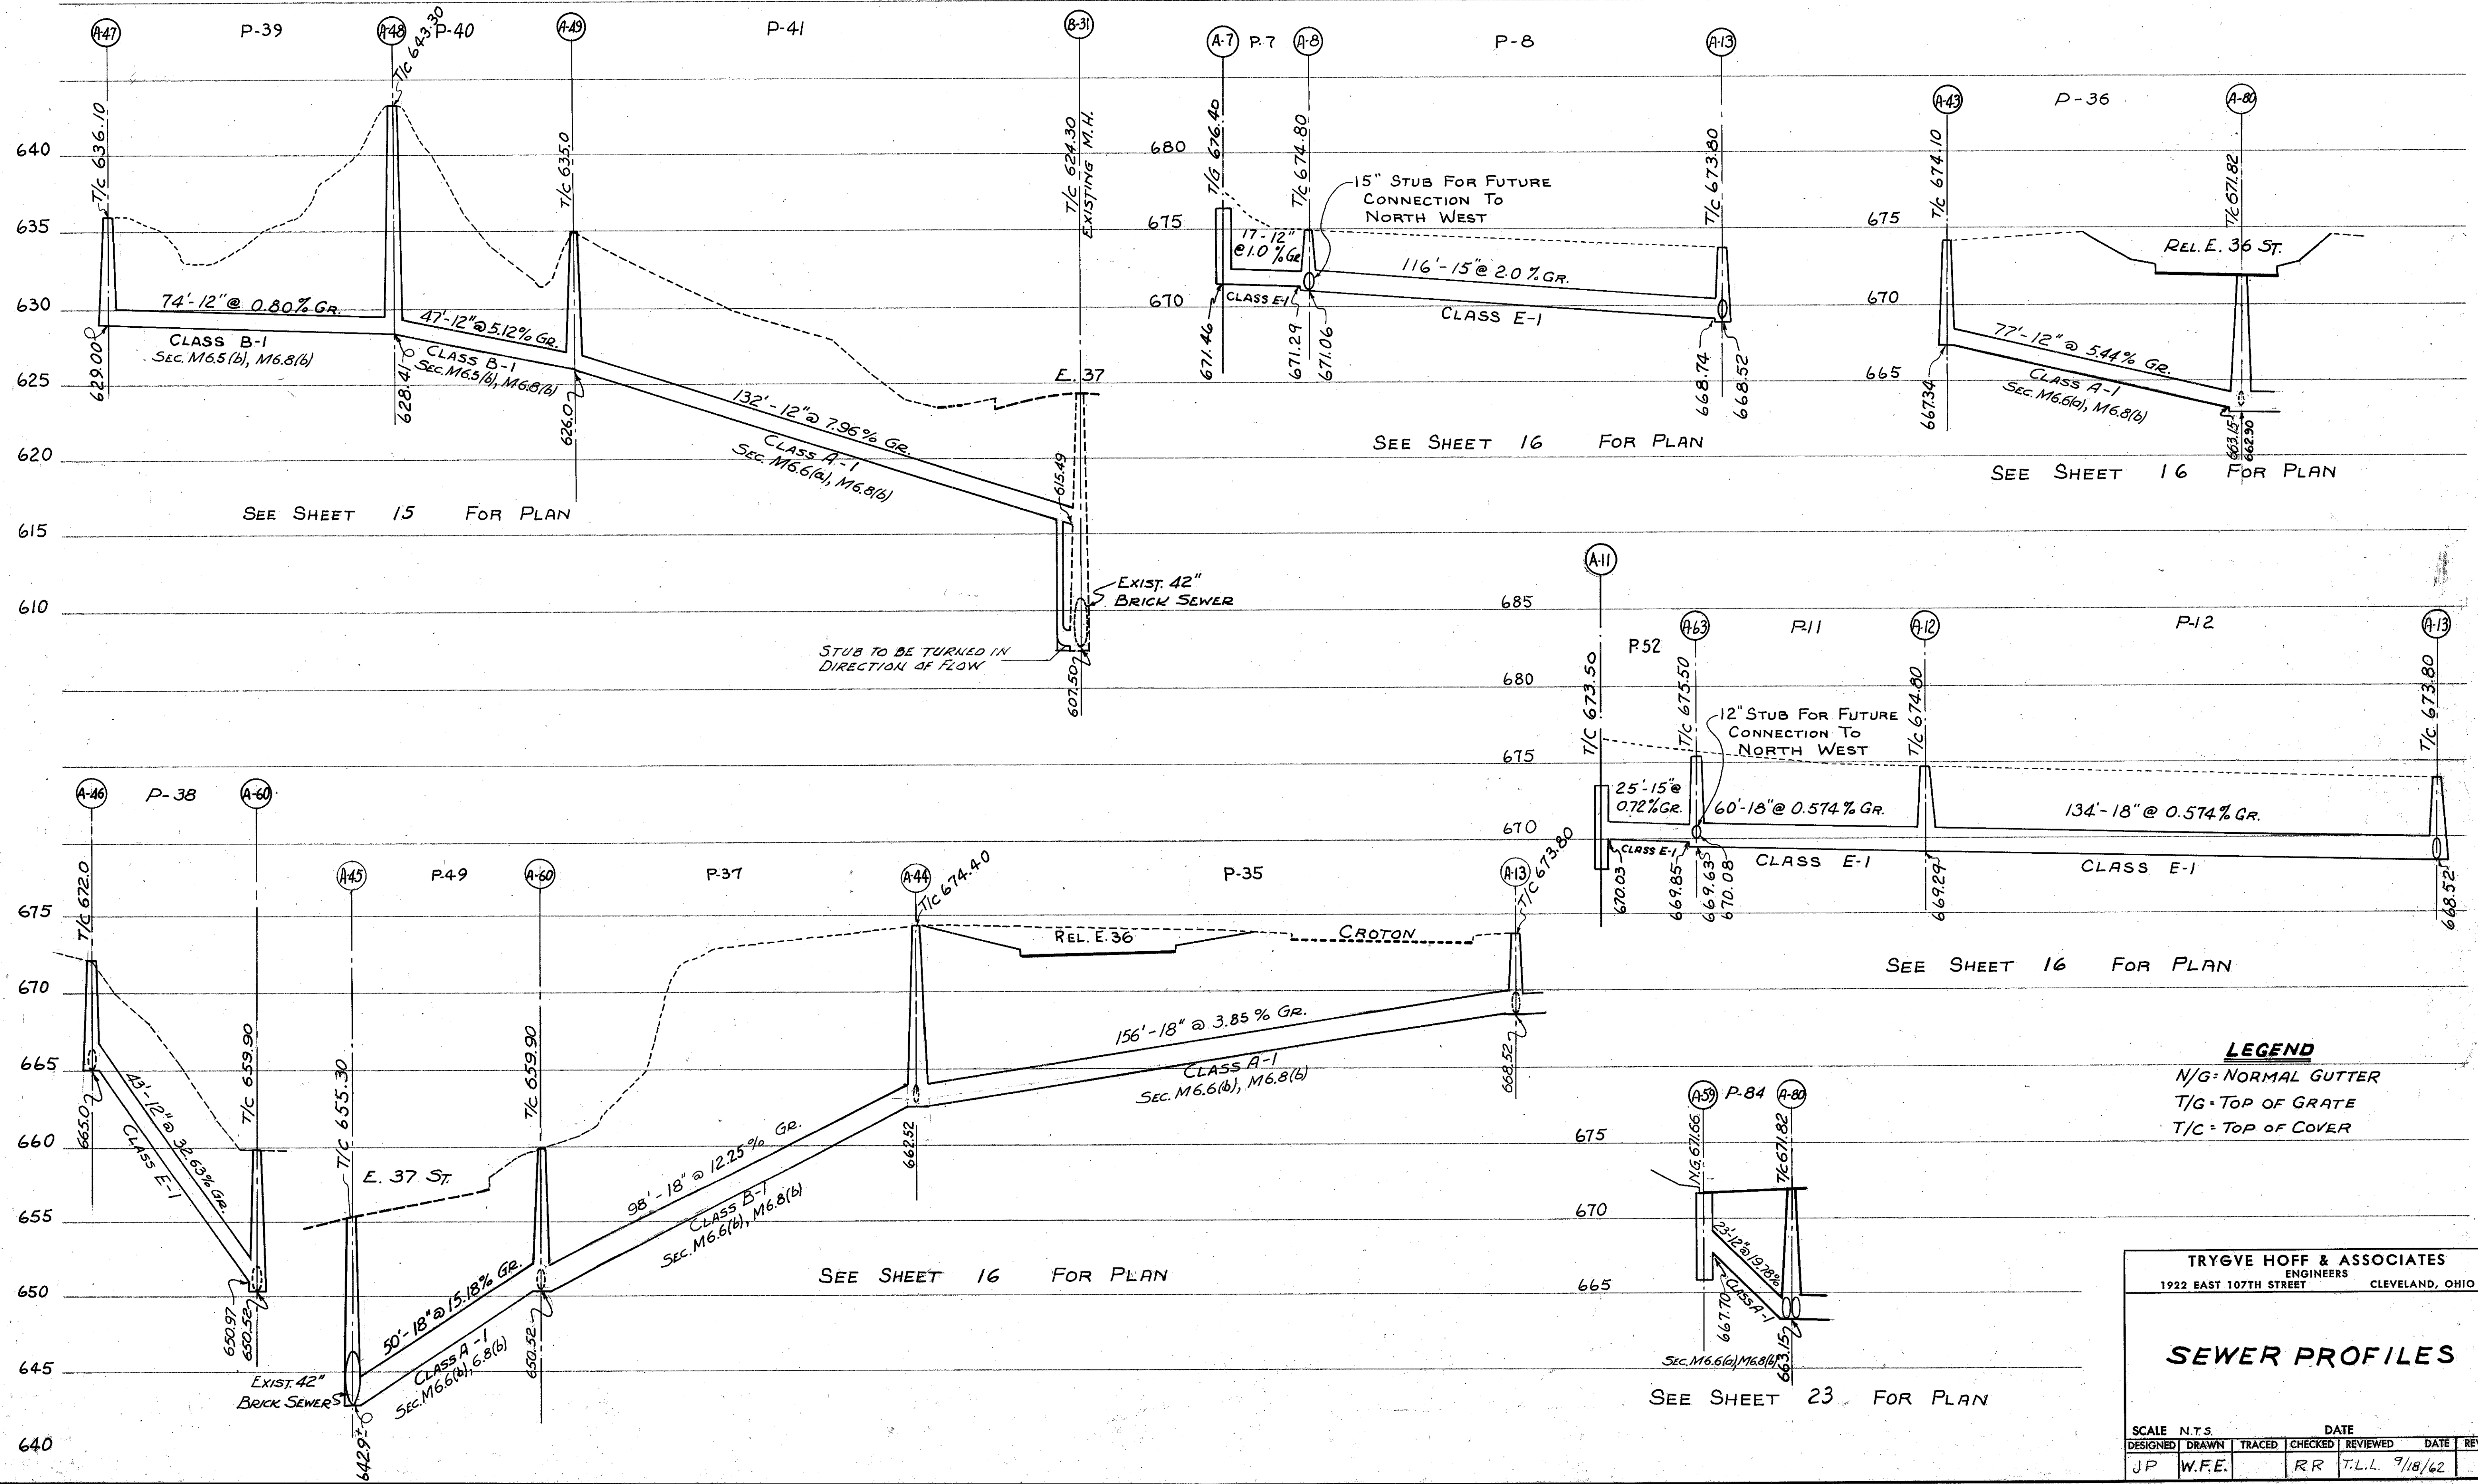 A-47
P-39
A-48
P-40
A-49
P-41
B-31
T/C 636.10
T/C 643.30
T/C 635.0
T/C 624.30
EXISTING M.H.
640
635
630
625
620
615
610
74'-12" @ 0.80% GR.
CLASS B-1
SEC. M6.5(b), M6.8(b)
629.00
628.41
47'-12" @ 5.12% GR.
CLASS B-1
SEC. M6.5(b), M6.8(b)
626.0
132'-12" @ 7.96% GR.
CLASS A-1
SEC. M6.6(a), M6.8(b)
E. 37
615.49
EXIST. 42"
BRICK SEWER
STUB TO BE TURNED IN
DIRECTION OF FLOW
607.50
SEE SHEET 15 FOR PLAN
A-7
P-7
A-8
P-8
A-13
T/G 676.40
T/C 674.80
T/C 673.80
680
675
670
15" STUB FOR FUTURE
CONNECTION TO
NORTH WEST
17-12"
@1.0 % GR
CLASS E-1
116'-15" @ 2.0% GR.
CLASS E-1
671.46
671.29
671.06
668.74
668.52
SEE SHEET 16 FOR PLAN
A-43
P-36
A-80
T/C 674.10
T/C 671.82
675
670
665
REL. E. 36 ST.
77'-12" @ 5.44% GR.
CLASS A-1
SEC. M6.6(a), M6.8(b)
667.34
663.15
662.90
SEE SHEET 16 FOR PLAN
A-11
P.52
A-63
P-11
A-12
P-12
A-13
T/C 673.50
T/C 675.50
T/C 674.80
T/C 673.80
685
680
675
670
12" STUB FOR FUTURE
CONNECTION TO
NORTH WEST
25'-15" @
0.72% GR.
60'-18" @ 0.574% GR.
134'-18" @ 0.574% GR.
CLASS E-1
CLASS E-1
CLASS E-1
670.03
669.85
669.63
670.08
669.29
668.52
SEE SHEET 16 FOR PLAN
A-46
P-38
A-60
T/C 672.0
T/C 659.90
675
670
665
660
655
650
645
640
43'-12" @ 32.63% GR.
CLASS E-1
665.0
650.97
650.52
A-45
P-49
A-60
P-37
A-44
P-35
A-13
T/C 655.30
T/C 659.90
T/C 674.40
T/C 673.80
E. 37 ST.
REL. E. 36
CROTON
50'-18" @ 15.18% GR.
CLASS A-1
SEC. M6.6(b), 6.8(b)
98'-18" @ 12.25% GR.
CLASS B-1
SEC. M6.6(b), M6.8(b)
156'-18" @ 3.85% GR.
CLASS A-1
SEC. M6.6(b), M6.8(b)
EXIST. 42"
BRICK SEWER
642.9±
650.52
662.52
668.52
SEE SHEET 16 FOR PLAN
A-59
P-84
A-80
N.G. 671.66
T/C 671.82
675
670
665
23'-12" @ 19.78%
CLASS A-1
667.70
663.15
SEC. M6.6(a), M6.8(b)
SEE SHEET 23 FOR PLAN
LEGEND
N/G = NORMAL GUTTER
T/G = TOP OF GRATE
T/C = TOP OF COVER
TRYGVE HOFF & ASSOCIATES
ENGINEERS
1922 EAST 107TH STREET CLEVELAND, OHIO
SEWER PROFILES
SCALE N.T.S. DATE
DESIGNED DRAWN TRACED CHECKED REVIEWED DATE REV
JP W.F.E. RR T.L.L. 9/18/62